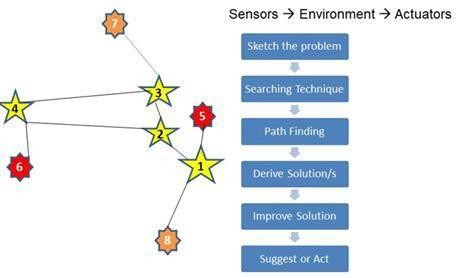 Sensors → Environment → Actuators
7
3
4
5
2
1
6
8
Sketch the problem
Searching Technique
Path Finding
Derive Solution/s
Improve Solution
Suggest or Act